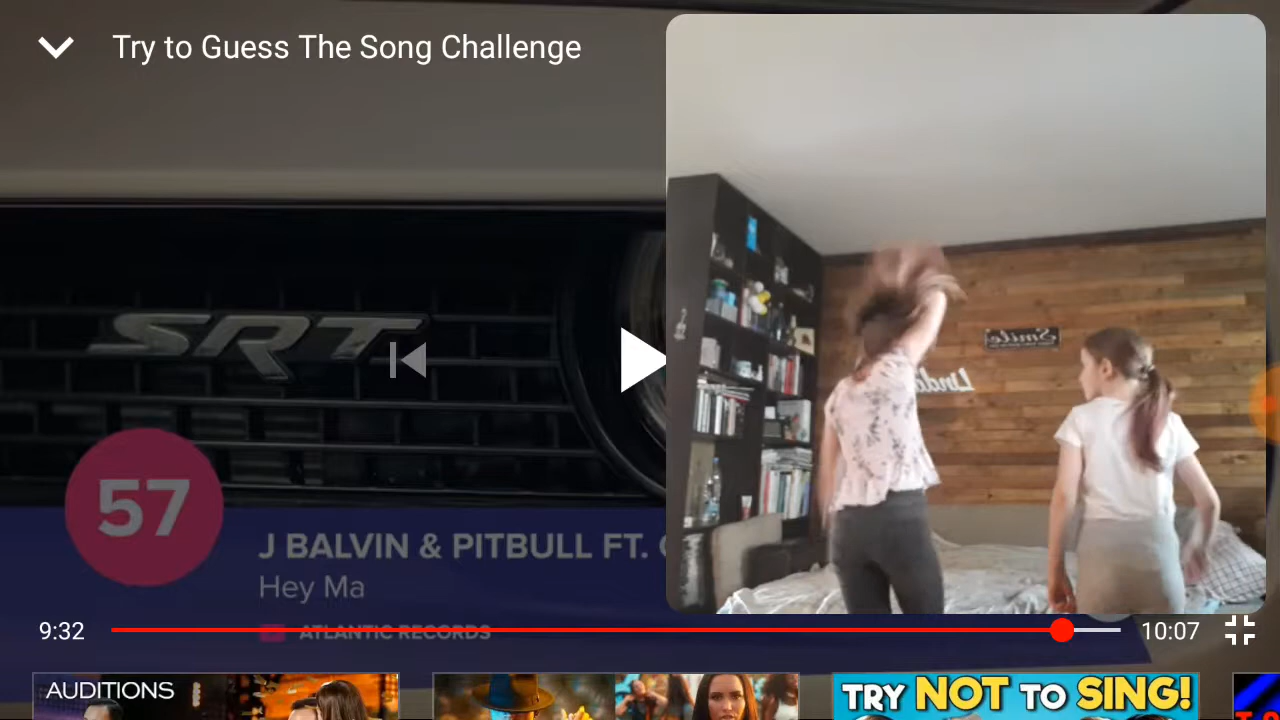 Try to Guess The Song Challenge
Smile
Linda
SRT
57
J BALVIN & PITBULL FT.
Hey Ma
ATLANTIC RECORDS
9:32
10:07
AUDITIONS
TRY NOT TO SING!